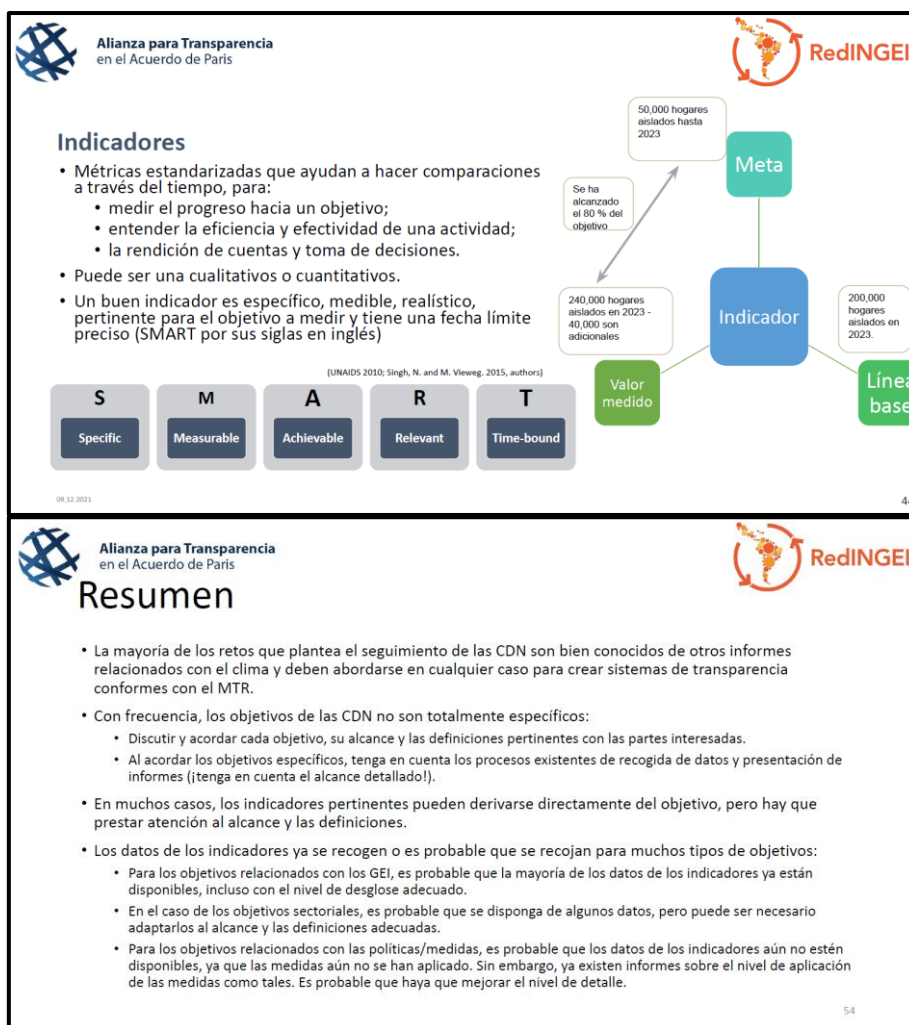 Alianza para Transparencia
en el Acuerdo de Paris
RedINGEI
Indicadores
• Métricas estandarizadas que ayudan a hacer comparaciones
a través del tiempo, para:
• medir el progreso hacia un objetivo;
• entender la eficiencia y efectividad de una actividad;
• la rendición de cuentas y toma de decisiones.
• Puede ser una cualitativos o cuantitativos.
• Un buen indicador es específico, medible, realístico,
pertinente para el objetivo a medir y tiene una fecha límite
preciso (SMART por sus siglas en inglés)
(UNAIDS 2010; Singh, N. and M. Vieweg. 2015, authors)
S
M
A
R
T
Specific
Measurable
Achievable
Relevant
Time-bound
50,000 hogares
aislados hasta
2023
Meta
Se ha
alcanzado
el 80 % del
objetivo
240,000 hogares
aislados en 2023 -
40,000 son
adicionales
Indicador
200,000
hogares
aislados en
2023.
Valor
medido
Línea
base
09.12.2021
44
Alianza para Transparencia
en el Acuerdo de Paris
RedINGEI
Resumen
• La mayoría de los retos que plantea el seguimiento de las CDN son bien conocidos de otros informes
relacionados con el clima y deben abordarse en cualquier caso para crear sistemas de transparencia
conformes con el MTR.
• Con frecuencia, los objetivos de las CDN no son totalmente específicos:
• Discutir y acordar cada objetivo, su alcance y las definiciones pertinentes con las partes interesadas.
• Al acordar los objetivos específicos, tenga en cuenta los procesos existentes de recogida de datos y presentación de
informes (¡tenga en cuenta el alcance detallado!).
• En muchos casos, los indicadores pertinentes pueden derivarse directamente del objetivo, pero hay que
prestar atención al alcance y las definiciones.
• Los datos de los indicadores ya se recogen o es probable que se recojan para muchos tipos de objetivos:
• Para los objetivos relacionados con los GEI, es probable que la mayoría de los datos de los indicadores ya están
disponibles, incluso con el nivel de desglose adecuado.
• En el caso de los objetivos sectoriales, es probable que se disponga de algunos datos, pero puede ser necesario
adaptarlos al alcance y las definiciones adecuadas.
• Para los objetivos relacionados con las políticas/medidas, es probable que los datos de los indicadores aún no estén
disponibles, ya que las medidas aún no se han aplicado. Sin embargo, ya existen informes sobre el nivel de aplicación
de las medidas como tales. Es probable que haya que mejorar el nivel de detalle.
54